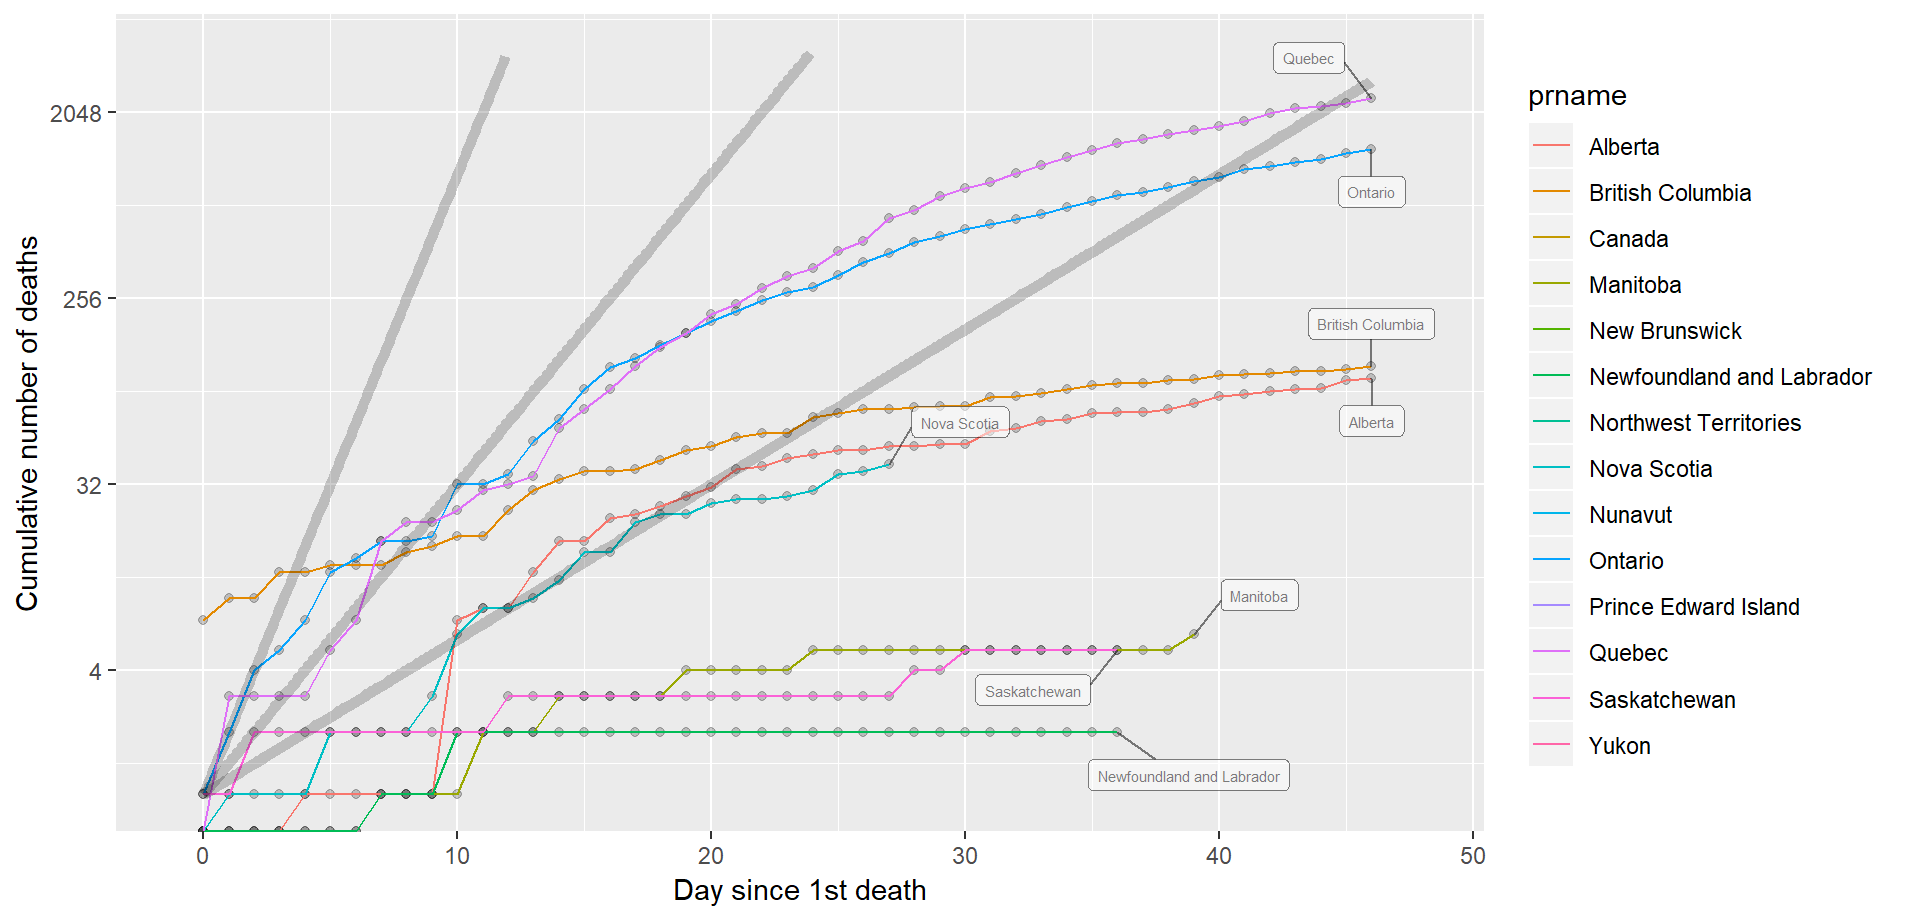 Cumulative number of deaths
2048
256
32
4
0
10
20
30
40
50
Day since 1st death
Quebec
Ontario
British Columbia
Alberta
Nova Scotia
Manitoba
Saskatchewan
Newfoundland and Labrador
prname
Alberta
British Columbia
Canada
Manitoba
New Brunswick
Newfoundland and Labrador
Northwest Territories
Nova Scotia
Nunavut
Ontario
Prince Edward Island
Quebec
Saskatchewan
Yukon